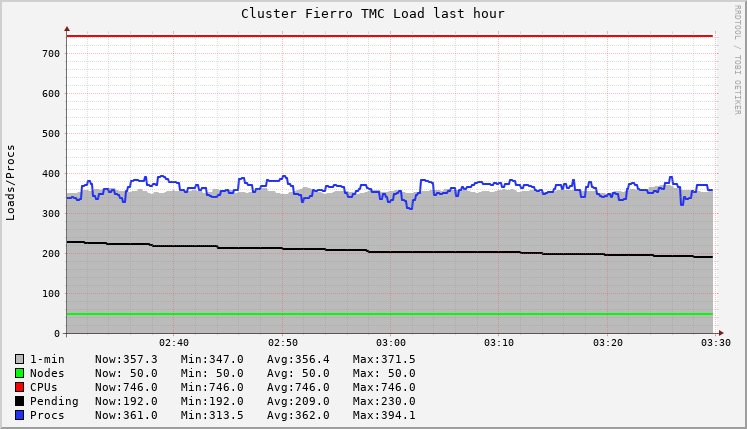 Cluster Fierro TMC Load last hour
RRDTOOL / TOBI OETIKER
Loads/Procs
700
600
500
400
300
200
100
0
02:40 02:50 03:00 03:10 03:20 03:30
1-min Now:357.3 Min:347.0 Avg:356.4 Max:371.5
Nodes Now: 50.0 Min: 50.0 Avg: 50.0 Max: 50.0
CPUs Now:746.0 Min:746.0 Avg:746.0 Max:746.0
Pending Now:192.0 Min:192.0 Avg:209.0 Max:230.0
Procs Now:361.0 Min:313.5 Avg:362.0 Max:394.1